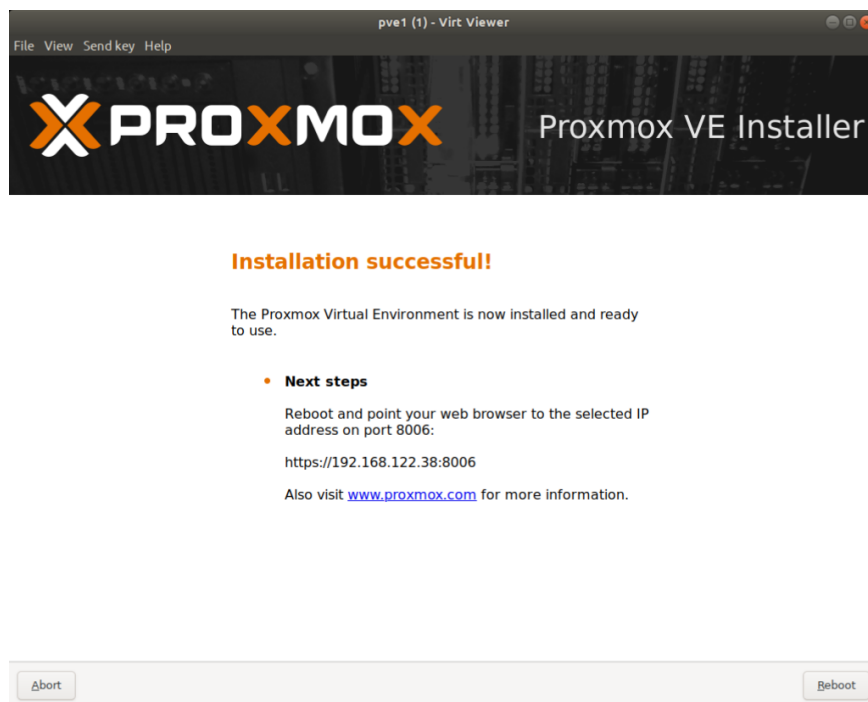 pve1 (1) - Virt Viewer
File View Send key Help
PROXMOX
Proxmox VE Installer
Installation successful!
The Proxmox Virtual Environment is now installed and ready
to use.
Next steps
Reboot and point your web browser to the selected IP
address on port 8006:
https://192.168.122.38:8006
Also visit www.proxmox.com for more information.
Abort
Reboot